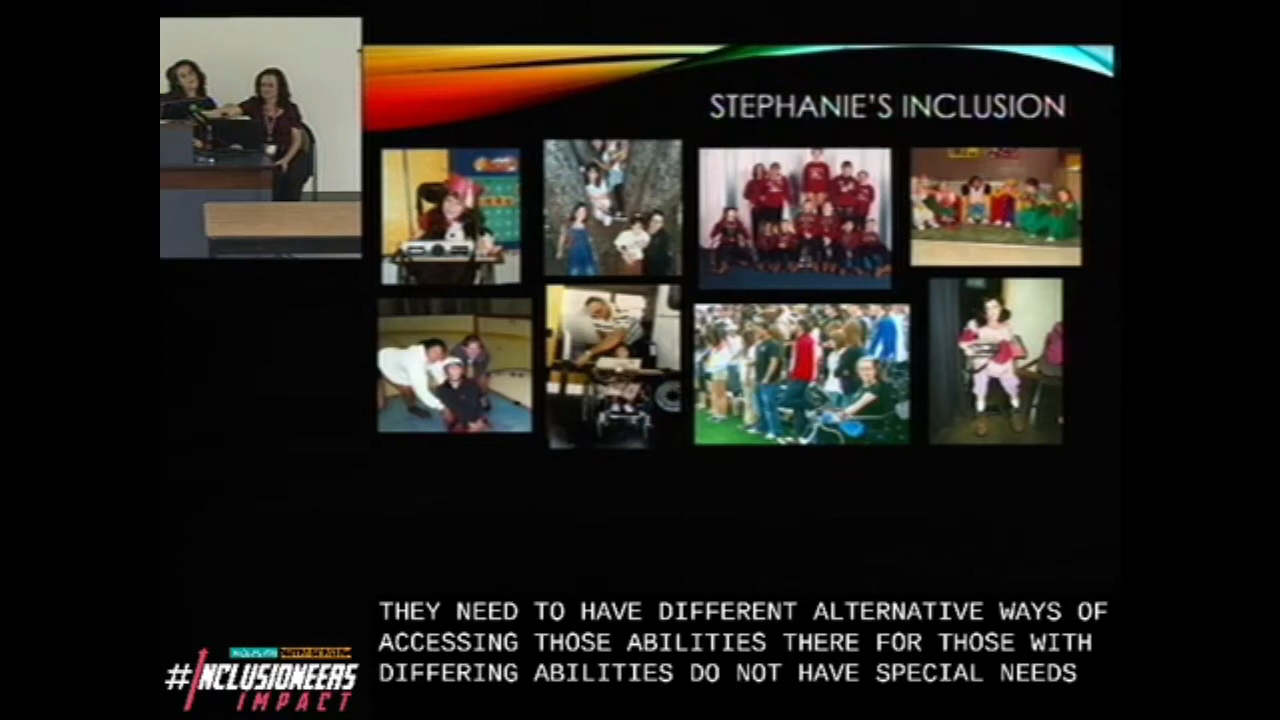 STEPHANIE'S INCLUSION
THEY NEED TO HAVE DIFFERENT ALTERNATIVE WAYS OF
ACCESSING THOSE ABILITIES THERE FOR THOSE WITH
DIFFERING ABILITIES DO NOT HAVE SPECIAL NEEDS
#INCLUSIONEERS
IMPACT